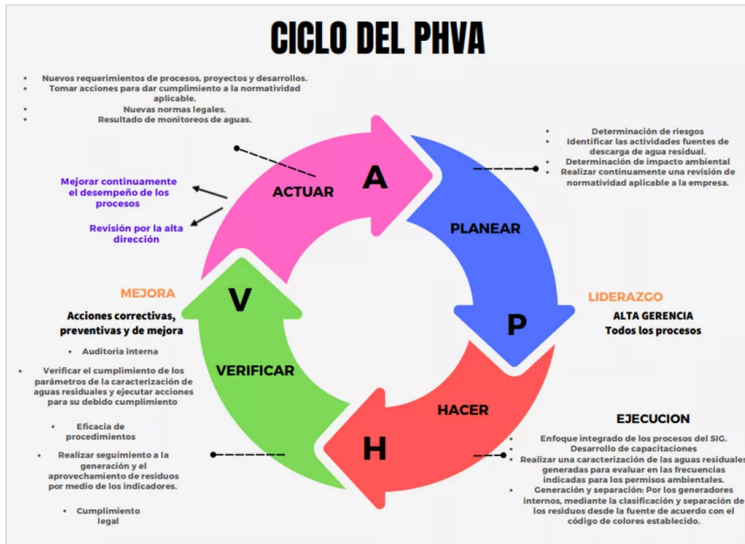 CICLO DEL PHVA
• Nuevos requerimientos de procesos, proyectos y desarrollos.
• Tomar acciones para dar cumplimiento a la normatividad
aplicable.
• Nuevas normas legales.
• Resultado de monitoreos de aguas.
• Determinación de riesgos
• Identificar las actividades fuentes de
descarga de agua residual.
• Determinación de impacto ambiental
• Realizar continuamente una revisión de
normatividad aplicable a la empresa.
Mejorar continuamente
el desempeño de los
procesos
Revisión por la alta
dirección
ACTUAR
A
PLANEAR
P
LIDERAZGO
ALTA GERENCIA
Todos los procesos
MEJORA
Acciones correctivas,
preventivas y de mejora
V
VERIFICAR
• Auditoria interna
• Verificar el cumplimiento de los
parámetros de la caracterización de
aguas residuales y ejecutar acciones
para su debido cumplimiento
• Eficacia de
procedimientos
• Realizar seguimiento a la
generación y el
aprovechamiento de residuos
por medio de los indicadores.
• Cumplimiento
legal
HACER
H
EJECUCION
• Enfoque integrado de los procesos del SIG.
• Desarrollo de capacitaciones
• Realizar una caracterización de las aguas residuales
generadas para evaluar en las frecuencias
indicadas para los permisos ambientales.
• Generación y separación: Por los generadores
internos, mediante la clasificación y separación de
los residuos desde la fuente de acuerdo con el
código de colores establecido.